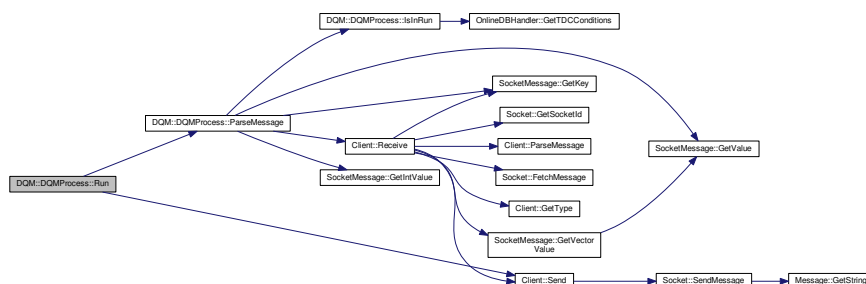 DQM::DQMProcess::IsInRun
OnlineDBHandler::GetTDCConditions
SocketMessage::GetKey
Socket::GetSocketId
DQM::DQMProcess::ParseMessage
Client::Receive
Client::ParseMessage
SocketMessage::GetValue
SocketMessage::GetIntValue
Socket::FetchMessage
DQM::DQMProcess::Run
Client::GetType
SocketMessage::GetVector
Value
Client::Send
Socket::SendMessage
Message::GetString